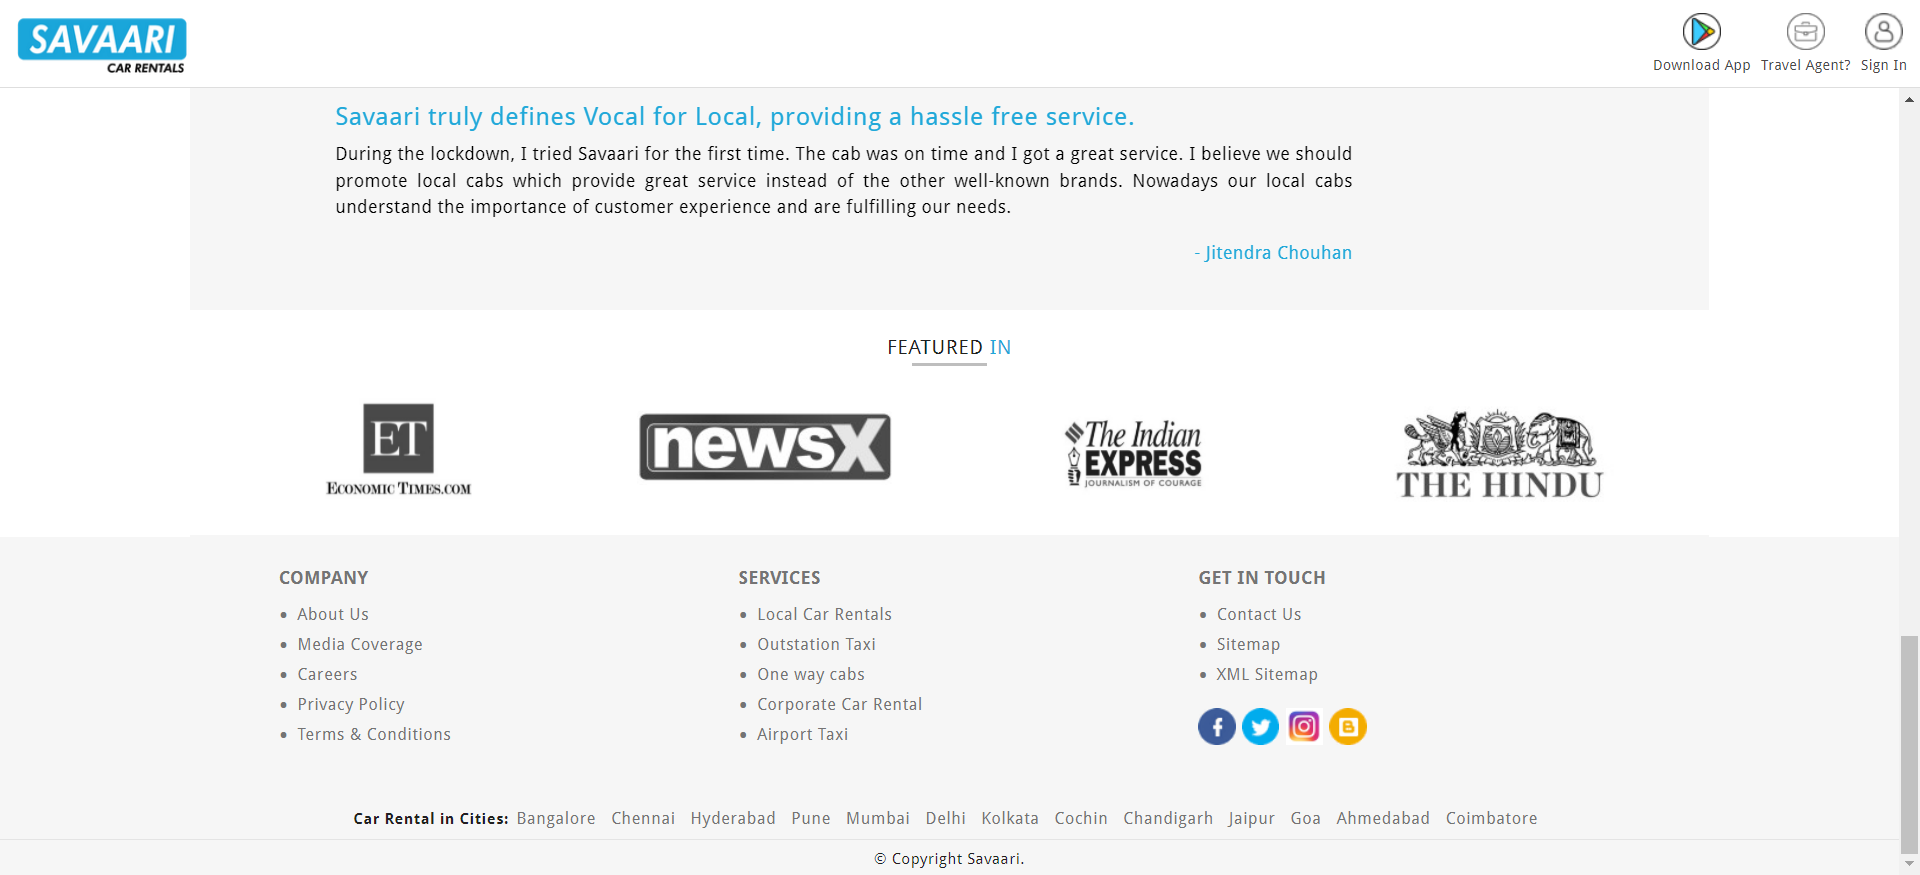 SAVAARI
CAR RENTALS
Download App
Travel Agent?
Sign In
Savaari truly defines Vocal for Local, providing a hassle free service.
During the lockdown, I tried Savaari for the first time. The cab was on time and I got a great service. I believe we should
promote local cabs which provide great service instead of the other well-known brands. Nowadays our local cabs
understand the importance of customer experience and are fulfilling our needs.
- Jitendra Chouhan
FEATURED IN
ET
ECONOMIC TIMES.COM
newsX
The Indian
EXPRESS
JOURNALISM OF COURAGE
THE HINDU
COMPANY
About Us
Media Coverage
Careers
Privacy Policy
Terms & Conditions
SERVICES
Local Car Rentals
Outstation Taxi
One way cabs
Corporate Car Rental
Airport Taxi
GET IN TOUCH
Contact Us
Sitemap
XML Sitemap
Car Rental in Cities: Bangalore Chennai Hyderabad Pune Mumbai Delhi Kolkata Cochin Chandigarh Jaipur Goa Ahmedabad Coimbatore
© Copyright Savaari.